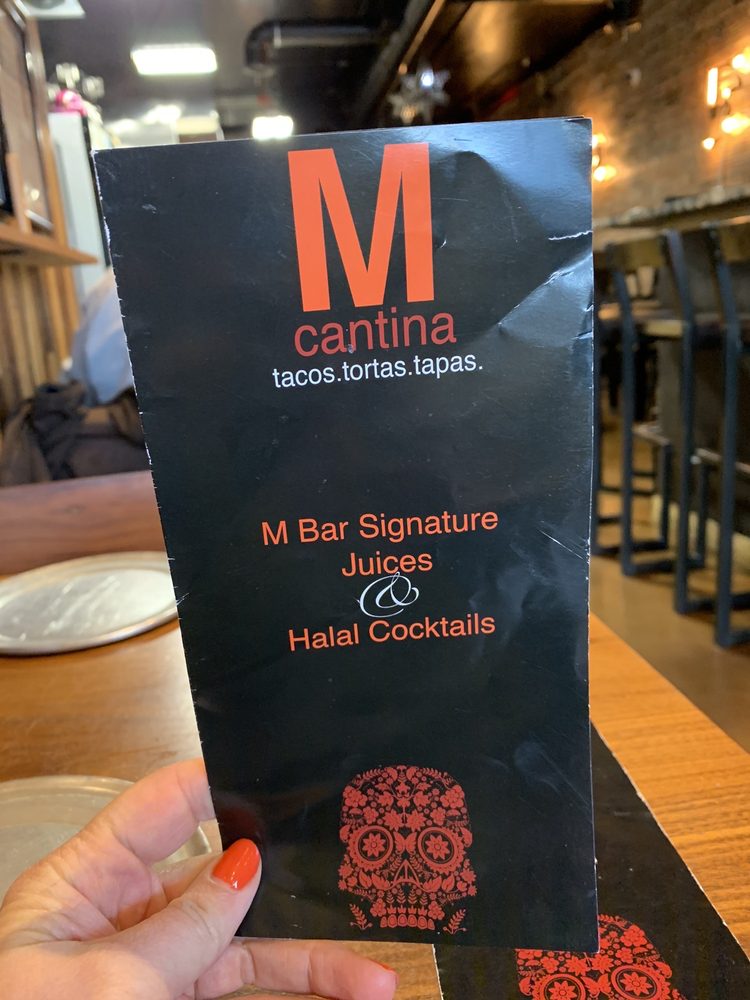 M
cantina
tacos.tortas.tapas.
M Bar Signature
Juices
&
Halal Cocktails